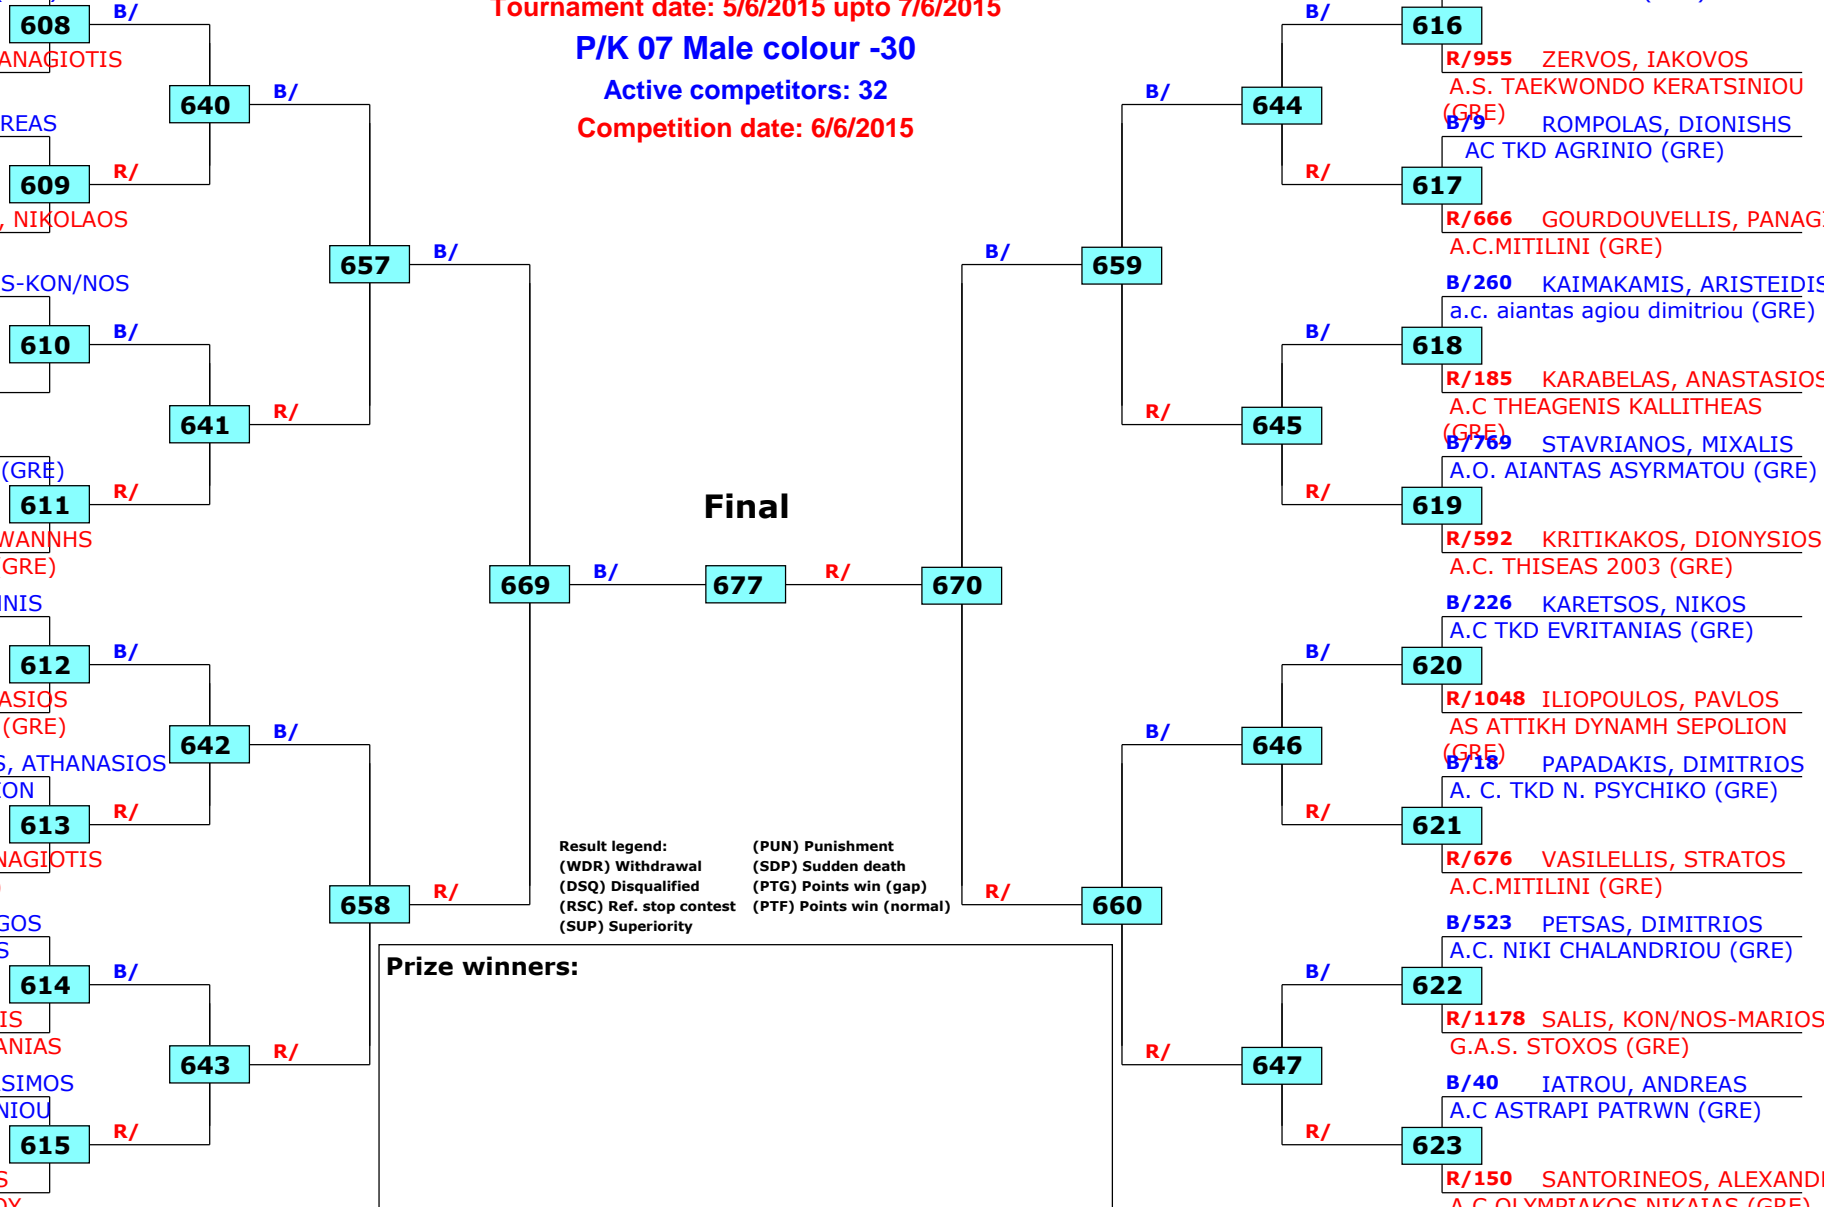 Tournament date: 5/6/2015 upto 7/6/2015
P/K 07 Male colour -30
Active competitors: 32
Competition date: 6/6/2015
608
B/
ANAGIOTIS
640
B/
REAS
609
R/
, NIKOLAOS
657
B/
S-KON/NOS
610
B/
641
R/
(GRE)
611
R/
WANNHS
GRE)
NNIS
612
B/
ASIOS
(GRE)
642
B/
S, ATHANASIOS
ION
613
R/
NAGIOTIS
658
R/
GOS
S
614
B/
IS
ANIAS
643
R/
SIMOS
NIOU
615
R/
S
Final
669
B/
677
R/
670
Result legend:
(WDR) Withdrawal
(DSQ) Disqualified
(RSC) Ref. stop contest
(SUP) Superiority
(PUN) Punishment
(SDP) Sudden death
(PTG) Points win (gap)
(PTF) Points win (normal)
Prize winners:
B/
659
R/
660
B/
644
R/
645
B/
646
R/
647
B/
616
R/955 ZERVOS, IAKOVOS
A.S. TAEKWONDO KERATSINIOU
(GRE)
B/9 ROMPOLAS, DIONISHS
AC TKD AGRINIO (GRE)
R/
617
R/666 GOURDOUVELLIS, PANAGI
A.C.MITILINI (GRE)
B/260 KAIMAKAMIS, ARISTEIDIS
a.c. aiantas agiou dimitriou (GRE)
B/
618
R/185 KARABELAS, ANASTASIOS
A.C THEAGENIS KALLITHEAS
(GRE)
B/769 STAVRIANOS, MIXALIS
A.O. AIANTAS ASYRMATOU (GRE)
R/
619
R/592 KRITIKAKOS, DIONYSIOS
A.C. THISEAS 2003 (GRE)
B/226 KARETSOS, NIKOS
A.C TKD EVRITANIAS (GRE)
B/
620
R/1048 ILIOPOULOS, PAVLOS
AS ATTIKH DYNAMH SEPOLION
(GRE)
B/18 PAPADAKIS, DIMITRIOS
A. C. TKD N. PSYCHIKO (GRE)
R/
621
R/676 VASILELLIS, STRATOS
A.C.MITILINI (GRE)
B/523 PETSAS, DIMITRIOS
A.C. NIKI CHALANDRIOU (GRE)
B/
622
R/1178 SALIS, KON/NOS-MARIOS
G.A.S. STOXOS (GRE)
B/40 IATROU, ANDREAS
A.C ASTRAPI PATRWN (GRE)
R/
623
R/150 SANTORINEOS, ALEXAND
A.C OLYMPIAKOS NIKAIAS (GRE)